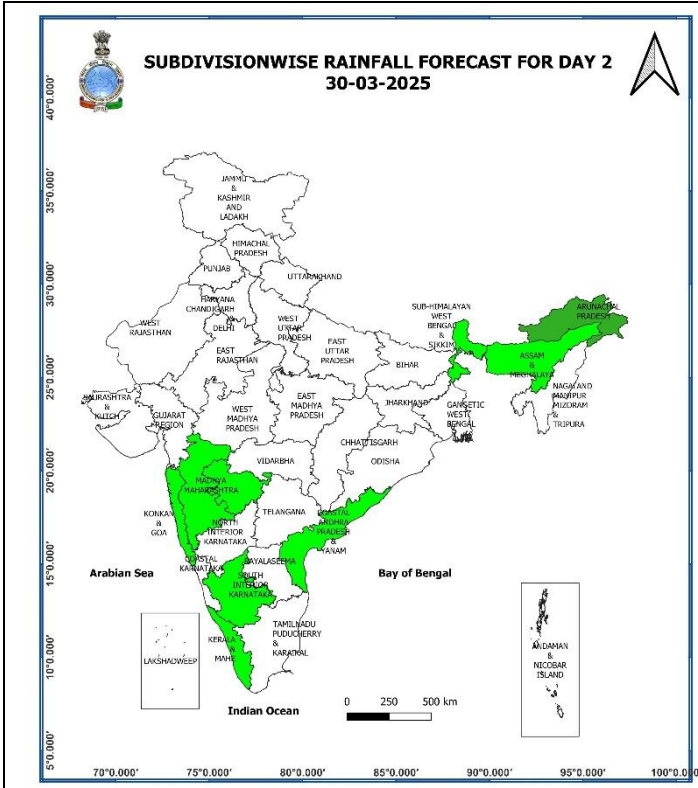 SUBDIVISIONWISE RAINFALL FORECAST FOR DAY 2
30-03-2025
40°0.000'
35°0.000'
30°0.000'
25°0.000'
20°0.000'
15°0.000'
10°0.000'
5°0.000'
JAMMU
&
KASHMIR
AND
LADAKH
HIMACHAL
PRADESH
PUNJAB
UTTARAKHAND
HARYANA
CHANDIGARH
&
DELHI
WEST
RAJASTHAN
WEST
UTTAR
PRADESH
EAST
RAJASTHAN
EAST
UTTAR
PRADESH
SUB-HIMALAYAN
WEST
BENGAL
&
SIKKIM
ARUNACHAL
PRADESH
ASSAM
&
MEGHALAYA
BIHAR
NAGALAND
MANIPUR
MIZORAM
&
TRIPURA
SAURASHTRA
&
KUTCH
GUJARAT
REGION
WEST
MADHYA
PRADESH
EAST
MADHYA
PRADESH
JHARKHAND
GANGETIC
WEST
BENGAL
CHHATTISGARH
ODISHA
VIDARBHA
MADHYA
MAHARASHTRA
KONKAN
&
GOA
TELANGANA
NORTH
INTERIOR
KARNATAKA
COASTAL
ANDHRA
PRADESH
&
YANAM
COASTAL
KARNATAKA
RAYALASEEMA
SOUTH
INTERIOR
KARNATAKA
Arabian Sea
Bay of Bengal
KERALA
&
MAHE
TAMILNADU
PUDUCHERRY
&
KARAIKAL
LAKSHADWEEP
ANDAMAN
&
NICOBAR
ISLAND
Indian Ocean
0 250 500 km
70°0.000' 75°0.000' 80°0.000' 85°0.000' 90°0.000' 95°0.000' 100°0.000'